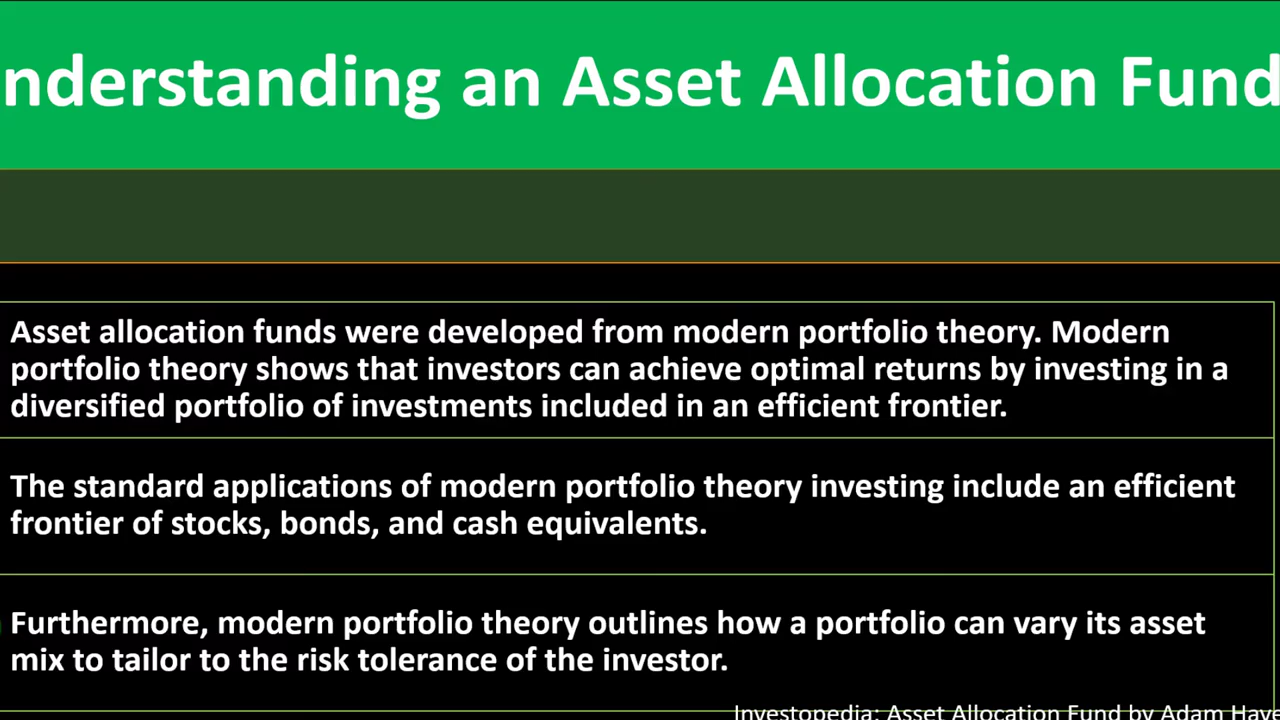 nderstanding an Asset Allocation Fund
Asset allocation funds were developed from modern portfolio theory. Modern
portfolio theory shows that investors can achieve optimal returns by investing in a
diversified portfolio of investments included in an efficient frontier.
The standard applications of modern portfolio theory investing include an efficient
frontier of stocks, bonds, and cash equivalents.
Furthermore, modern portfolio theory outlines how a portfolio can vary its asset
mix to tailor to the risk tolerance of the investor.
Investopedia: Asset Allocation Fund by Adam Haye